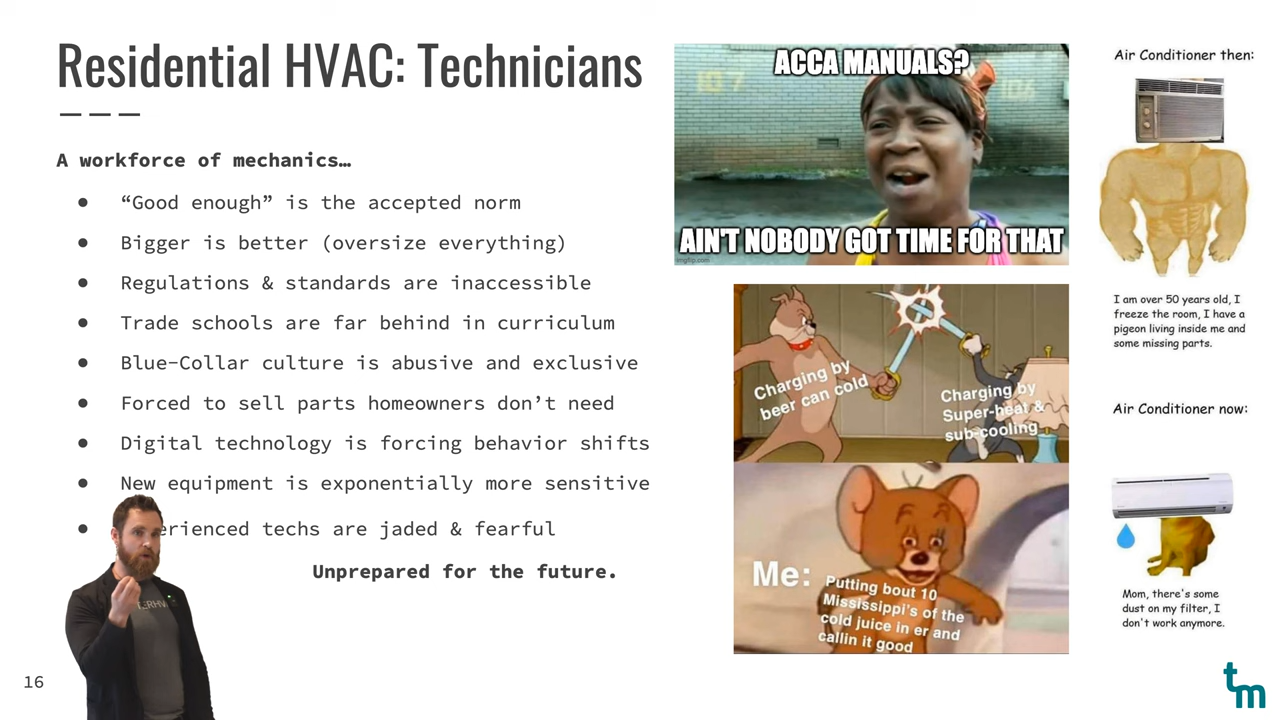 Residential HVAC: Technicians
A workforce of mechanics…
● “Good enough” is the accepted norm
● Bigger is better (oversize everything)
● Regulations & standards are inaccessible
● Trade schools are far behind in curriculum
● Blue-Collar culture is abusive and exclusive
● Forced to sell parts homeowners don’t need
● Digital technology is forcing behavior shifts
● New equipment is exponentially more sensitive
● erienced techs are jaded & fearful
Unprepared for the future.
16
ACCA MANUALS?
AIN'T NOBODY GOT TIME FOR THAT
imgflip.com
Charging by
beer can cold
Charging by
Super-heat &
sub-cooling
Me:
Putting bout 10
Mississippi's of the
cold juice in er and
callin it good
Air Conditioner then:
I am over 50 years old, I
freeze the room, I have a
pigeon living inside me and
some missing parts.
Air Conditioner now:
Mom, there's some
dust on my filter, I
don't work anymore.
tm